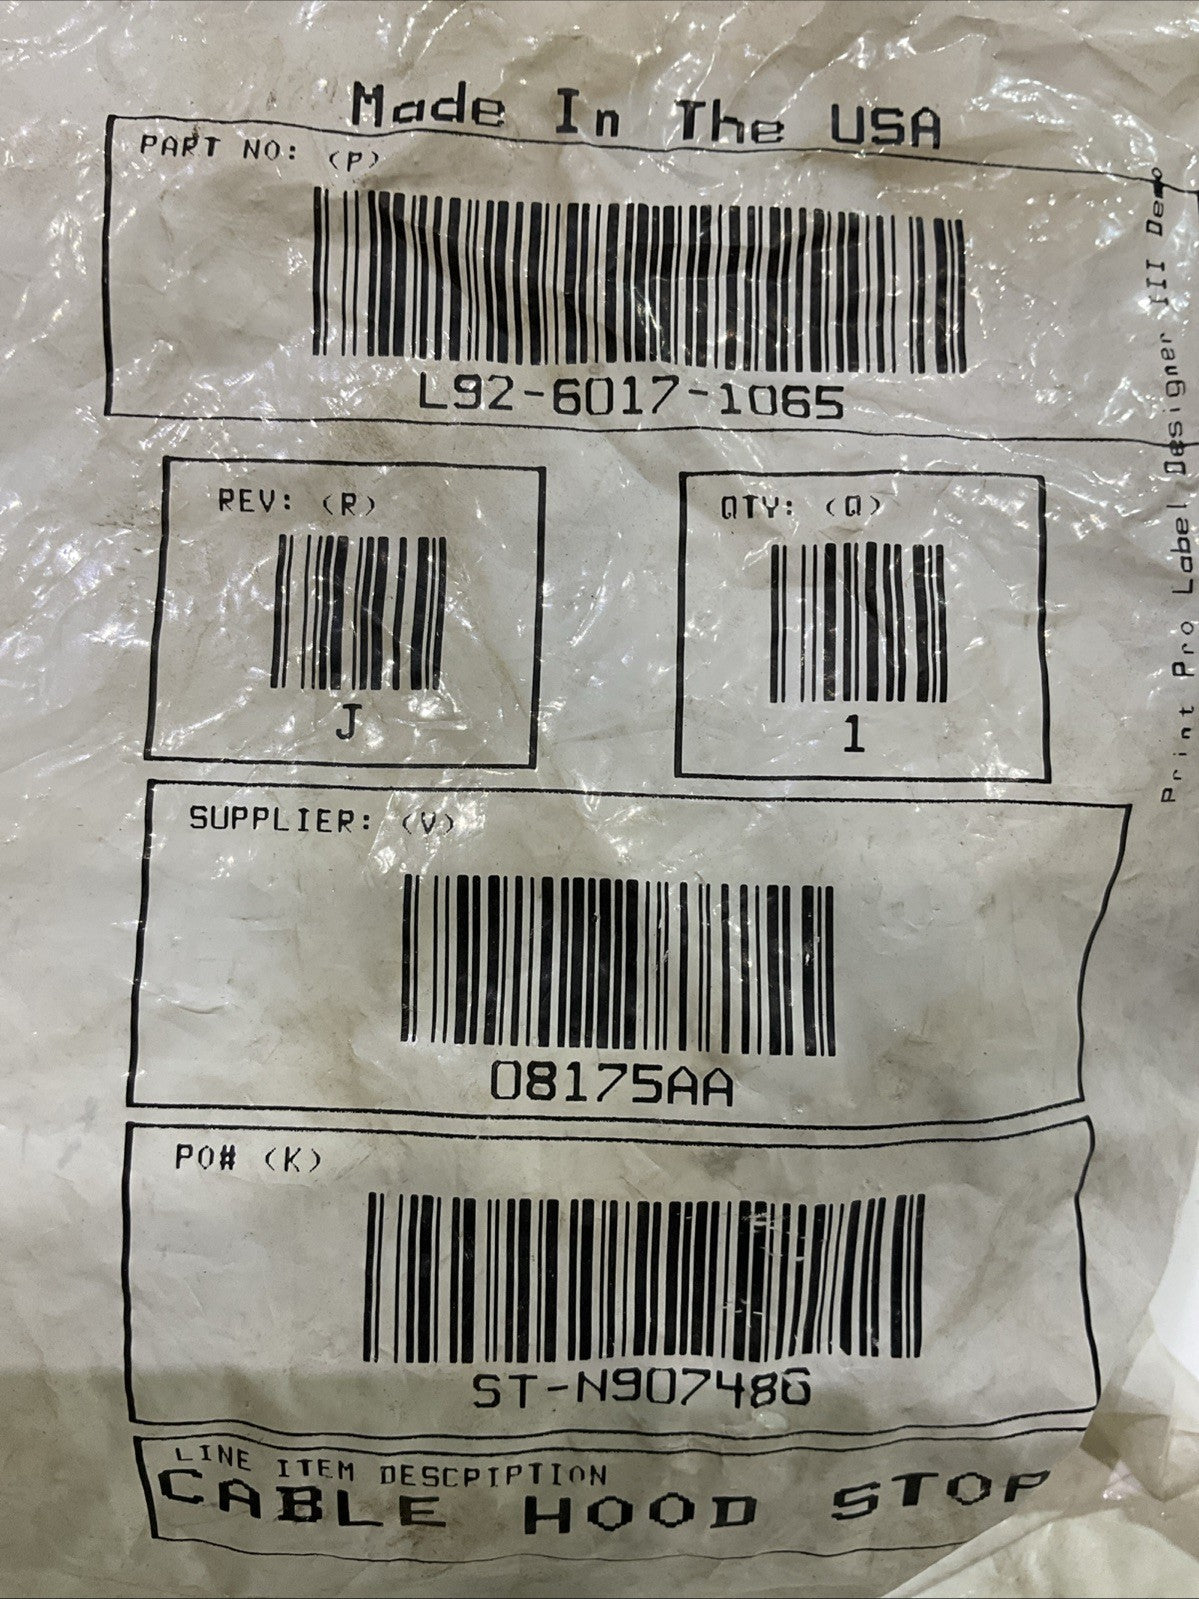 Made In The USA
PART NO: (P)
L92-6017-1065
REV: (R)
J
QTY: (Q)
1
SUPPLIER: (V)
08175AA
PO# (K)
ST-N907486
LINE ITEM DESCRIPTION
CABLE HOOD STOP
Print Pro Label Designer III Demo